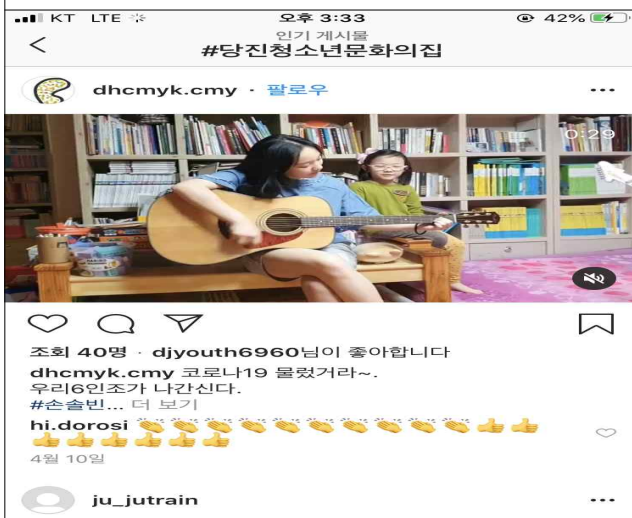 KT LTE 오후 3:33 42%
인기 게시물
#당진청소년문화의집
dhcmyk.cmy · 팔로우
0:29
조회 40명 · djyouth6960님이 좋아합니다
dhcmyk.cmy 코로나19 물렀거라~.
우리6인조가 나간신다.
#손솔빈... 더 보기
hi.dorosi 👏👏👏👏👏👏👏👏👏👏👍👍
👍👍👍👍👍👍
4월 10일
ju_jutrain